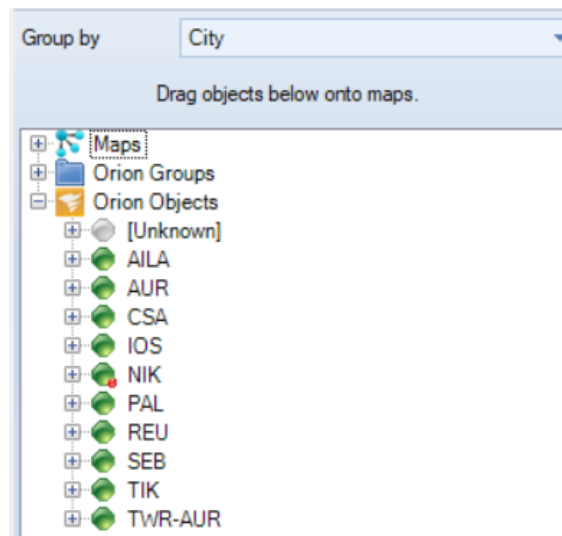 Group by City
Drag objects below onto maps.
Maps
Orion Groups
Orion Objects
[Unknown]
AILA
AUR
CSA
IOS
NIK
PAL
REU
SEB
TIK
TWR-AUR